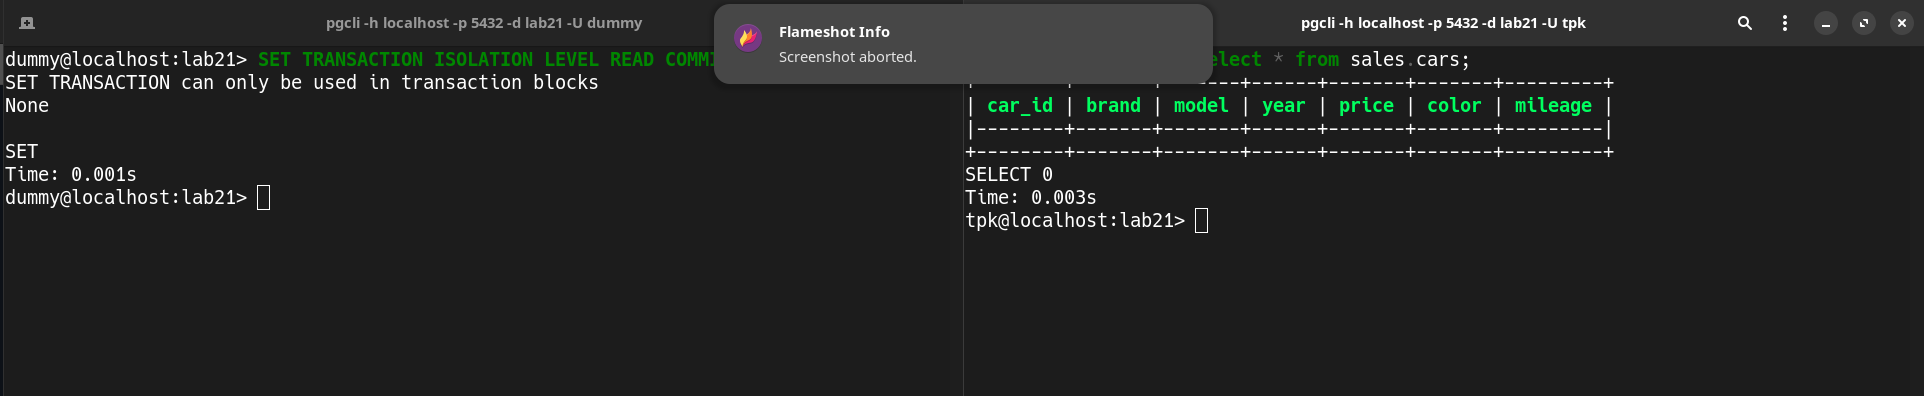 pgcli -h localhost -p 5432 -d lab21 -U dummy
Flameshot Info
Screenshot aborted.
pgcli -h localhost -p 5432 -d lab21 -U tpk
dummy@localhost:lab21> SET TRANSACTION ISOLATION LEVEL READ COMM
SET TRANSACTION can only be used in transaction blocks
None
SET
Time: 0.001s
dummy@localhost:lab21>
elect * from sales.cars;
+--------+-------+-------+------+-------+-------+---------+
| car_id | brand | model | year | price | color | mileage |
|--------+-------+-------+------+-------+-------+---------|
+--------+-------+-------+------+-------+-------+---------+
SELECT 0
Time: 0.003s
tpk@localhost:lab21>